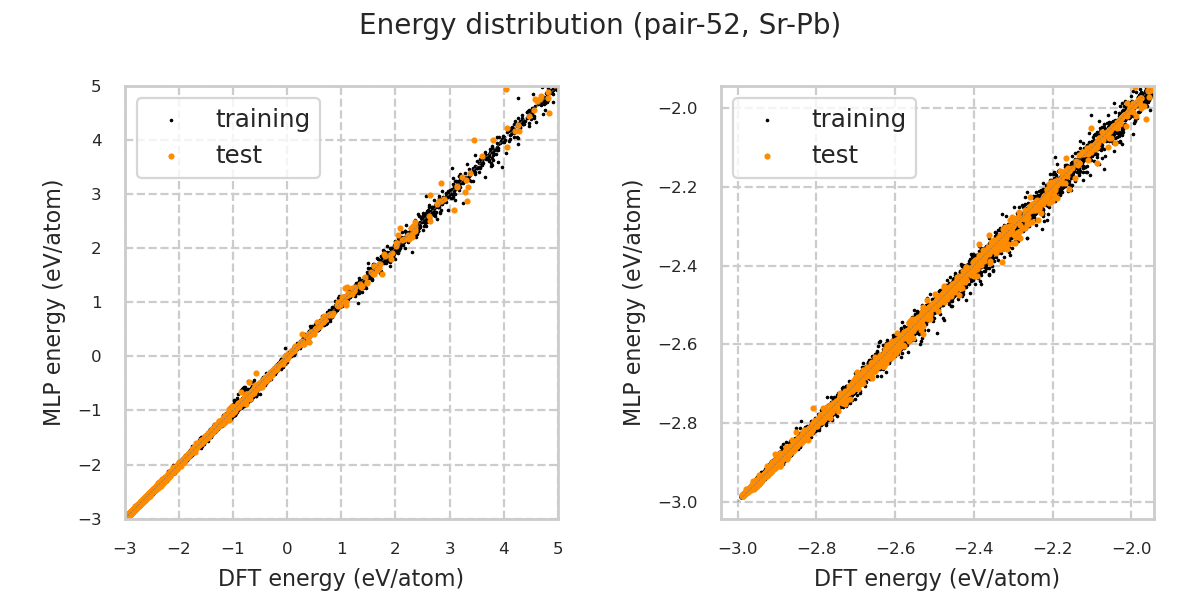 Energy distribution (pair-52, Sr-Pb)
5
4
3
2
1
0
−1
−2
−3
−3 −2 −1 0 1 2 3 4 5
MLP energy (eV/atom)
DFT energy (eV/atom)
training
test
−2.0
−2.2
−2.4
−2.6
−2.8
−3.0
−3.0 −2.8 −2.6 −2.4 −2.2 −2.0
MLP energy (eV/atom)
DFT energy (eV/atom)
training
test